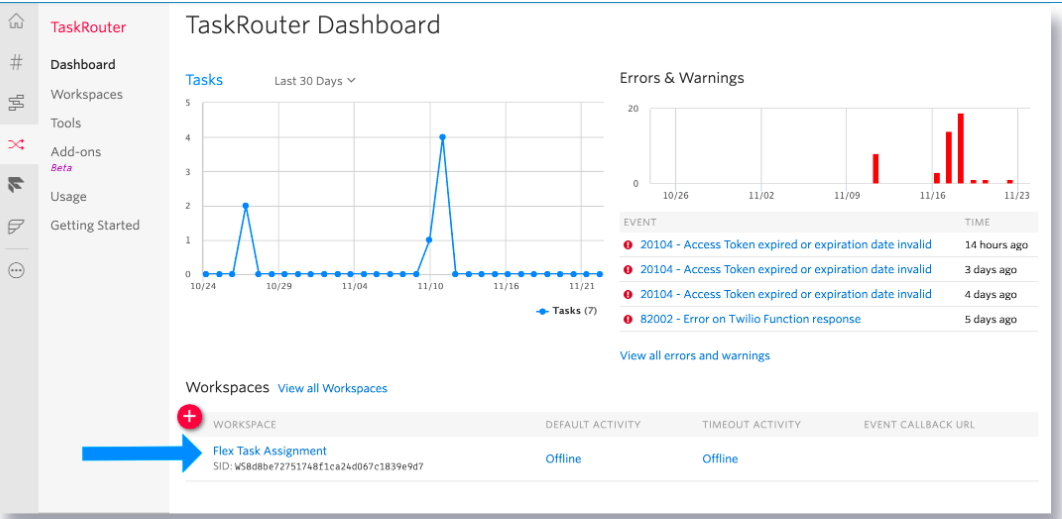 TaskRouter
Dashboard
Workspaces
Tools
Add-ons
Beta
Usage
Getting Started
TaskRouter Dashboard
Tasks Last 30 Days
5
4
3
2
1
0
10/24 10/29 11/04 11/10 11/16 11/21
Tasks (7)
Errors & Warnings
20
0
10/26 11/02 11/09 11/16 11/23
EVENT TIME
20104 - Access Token expired or expiration date invalid 14 hours ago
20104 - Access Token expired or expiration date invalid 3 days ago
20104 - Access Token expired or expiration date invalid 4 days ago
82002 - Error on Twilio Function response 5 days ago
View all errors and warnings
Workspaces View all Workspaces
WORKSPACE DEFAULT ACTIVITY TIMEOUT ACTIVITY EVENT CALLBACK URL
Flex Task Assignment Offline Offline
SID: WS8d8be72751748f1ca24d067c1839e9d7